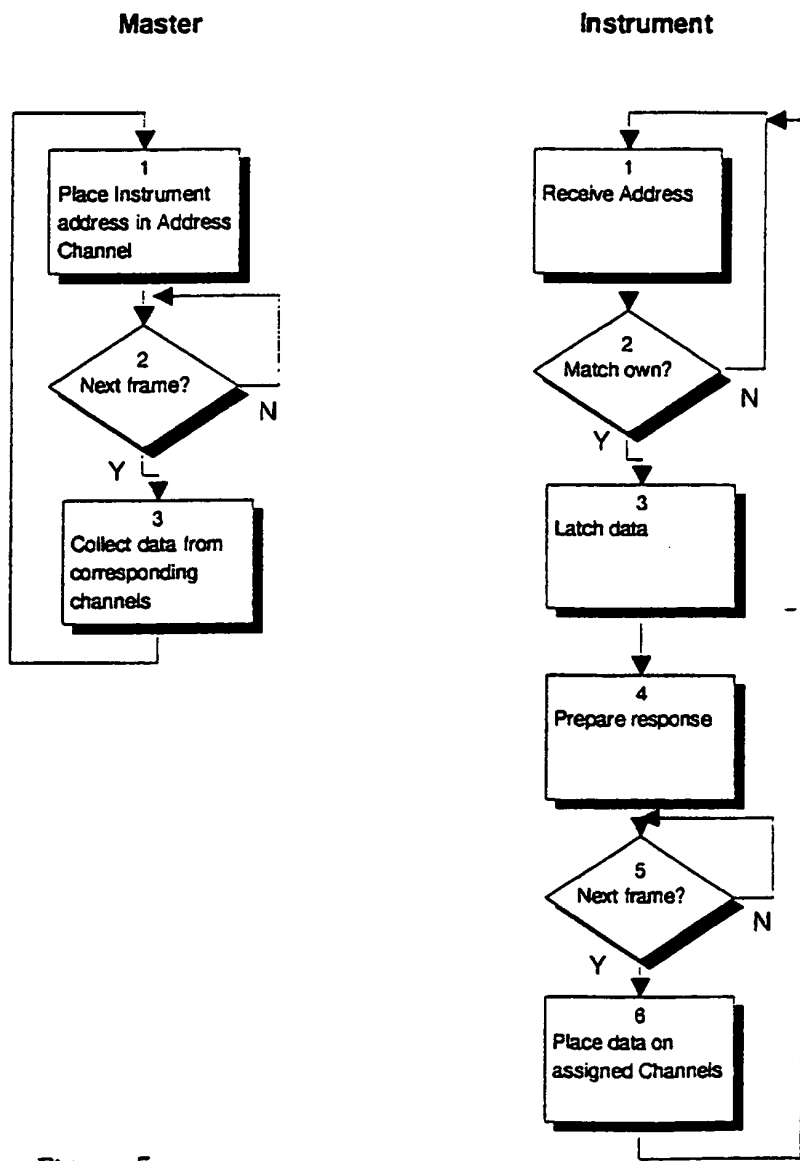 Master
1
Place Instrument
address in Address
Channel
2
Next frame?
N
Y
3
Collect data from
corresponding
channels
Instrument
1
Receive Address
2
Match own?
N
Y
3
Latch data
4
Prepare response
5
Next frame?
N
Y
6
Place data on
assigned Channels